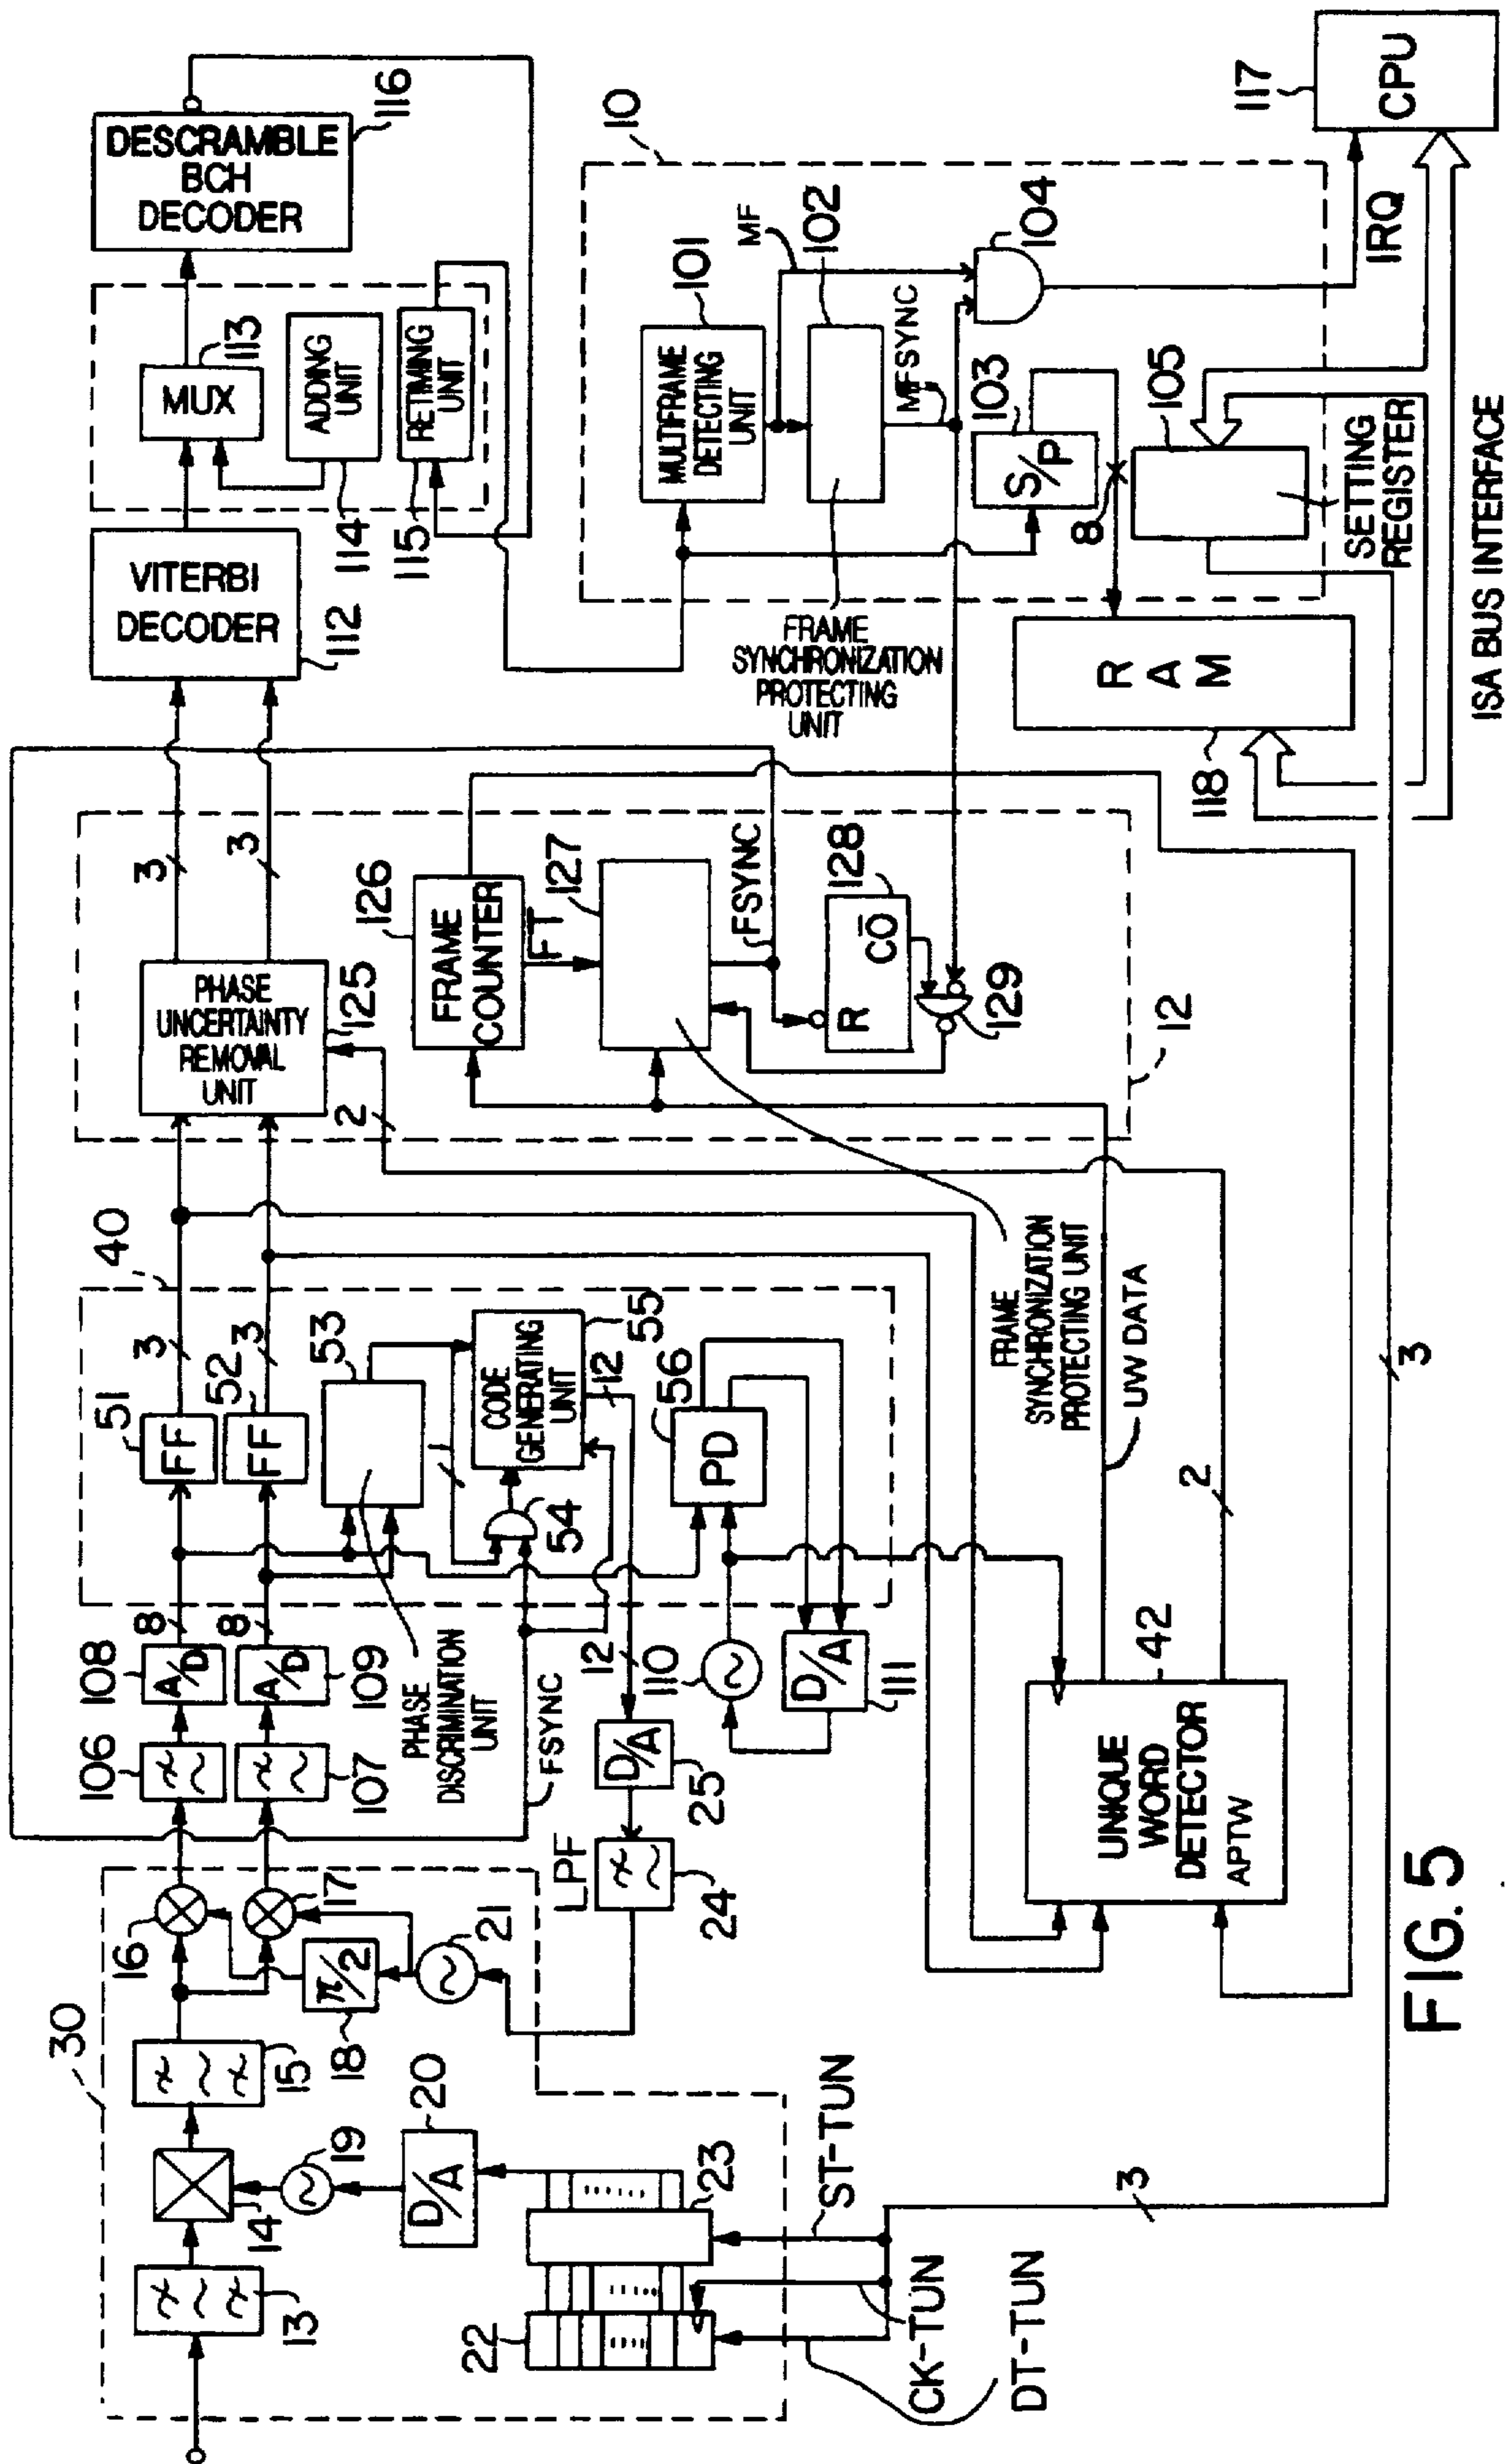 30
13
14
15
16
17
π/2
18
19
D/A
20
21
22
23
ST-TUN
CK-TUN
DT-TUN
3
LPF
24
D/A
25
12
FSYNC
106
107
A/D
108
A/D
109
8
8
110
D/A
111
40
FF
51
FF
52
3
3
53
PHASE
DISCRIMINATION
UNIT
54
CODE
GENERATING
UNIT
55
12
PD
56
UNIQUE
WORD
DETECTOR
APTW
42
2
UW DATA
FRAME
SYNCHRONIZATION
PROTECTING UNIT
12
PHASE
UNCERTAINTY
REMOVAL
UNIT
125
2
3
3
FRAME
COUNTER
126
FT
127
FSYNC
R
CO
128
129
VITERBI
DECODER
112
MUX
113
ADDING
UNIT
114
RETIMING
UNIT
115
DESCRAMBLE
BCH
DECODER
116
10
MULTIFRAME
DETECTING
UNIT
101
MF
102
FRAME
SYNCHRONIZATION
PROTECTING
UNIT
MFSYNC
S/P
103
104
8
105
SETTING
REGISTER
IRQ
CPU
117
RAM
118
ISA BUS INTERFACE
3
FIG. 5